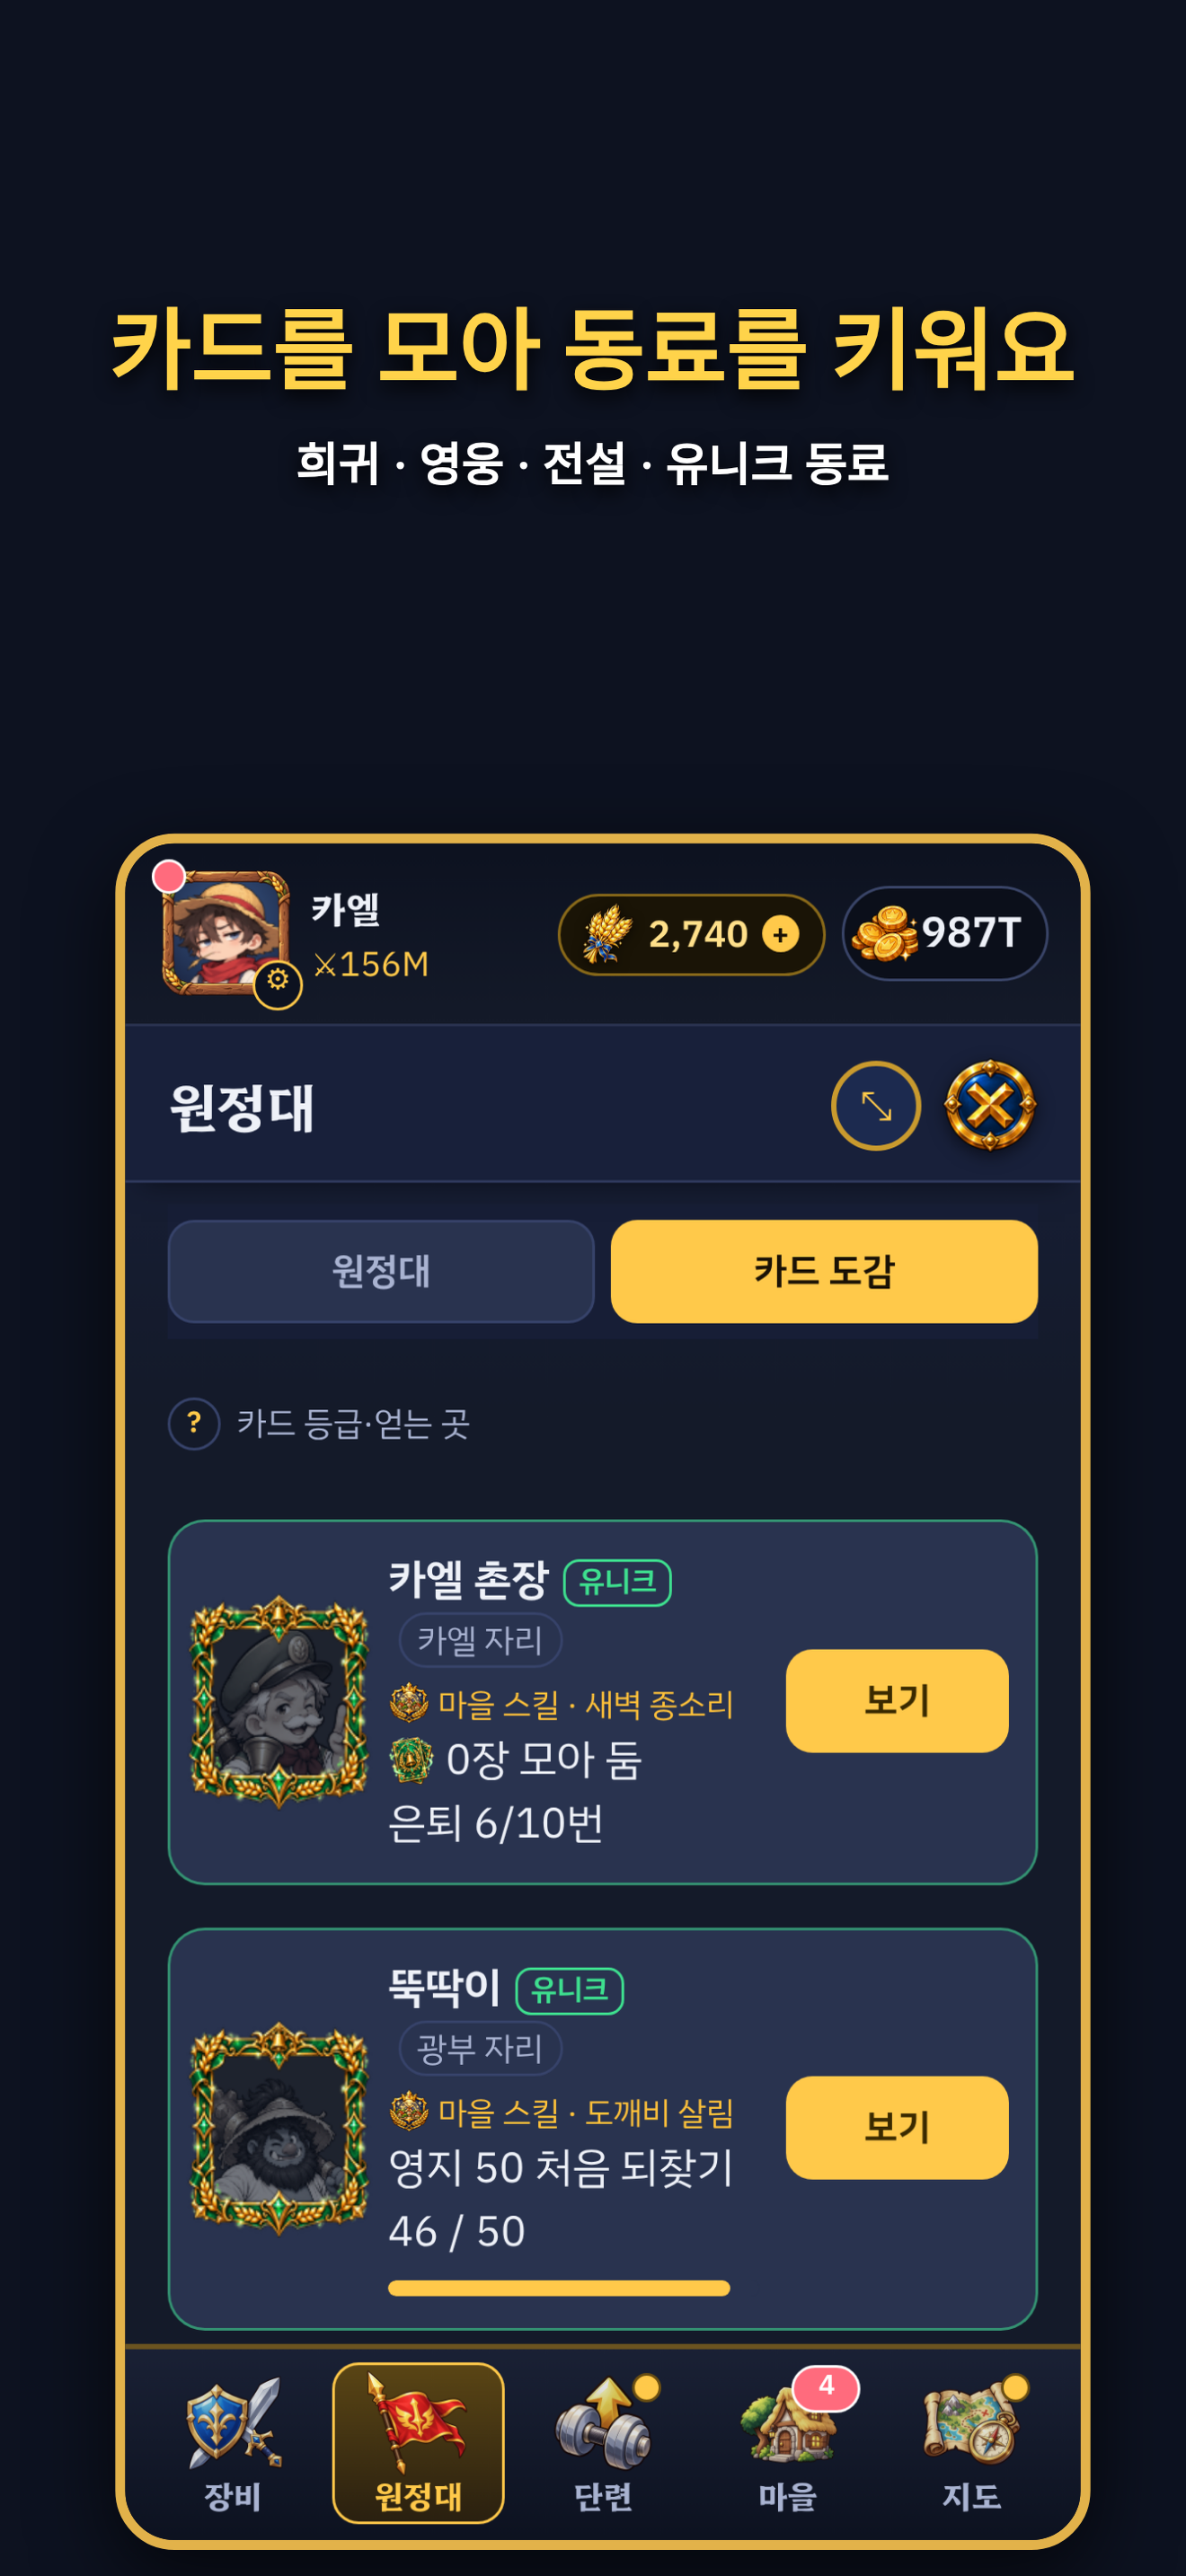 카드를 모아 동료를 키워요
희귀 · 영웅 · 전설 · 유니크 동료
카엘
⚔156M
2,740 +
987T
원정대
원정대
카드 도감
? 카드 등급·얻는 곳
카엘 촌장 유니크
카엘 자리
마을 스킬 · 새벽 종소리
0장 모아 둠
은퇴 6/10번
보기
뚝딱이 유니크
광부 자리
마을 스킬 · 도깨비 살림
영지 50 처음 되찾기
46 / 50
보기
4
장비
원정대
단련
마을
지도